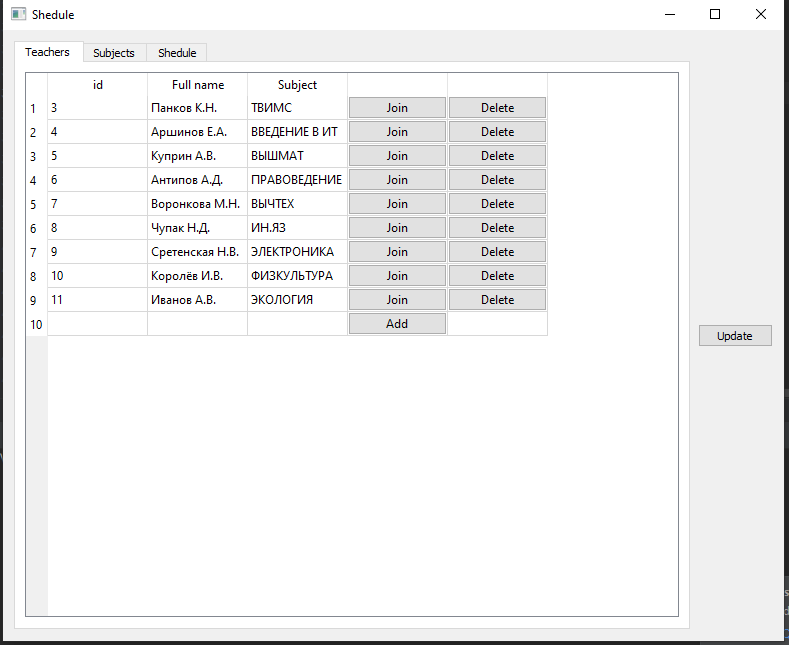 Shedule
Teachers Subjects Shedule
id Full name Subject
1 3 Панков К.Н. ТВИМС Join Delete
2 4 Аршинов Е.А. ВВЕДЕНИЕ В ИТ Join Delete
3 5 Куприн А.В. ВЫШМАТ Join Delete
4 6 Антипов А.Д. ПРАВОВЕДЕНИЕ Join Delete
5 7 Воронкова М.Н. ВЫЧТЕХ Join Delete
6 8 Чупак Н.Д. ИН.ЯЗ Join Delete
7 9 Сретенская Н.В. ЭЛЕКТРОНИКА Join Delete
8 10 Королёв И.В. ФИЗКУЛЬТУРА Join Delete
9 11 Иванов А.В. ЭКОЛОГИЯ Join Delete
10 Add
Update